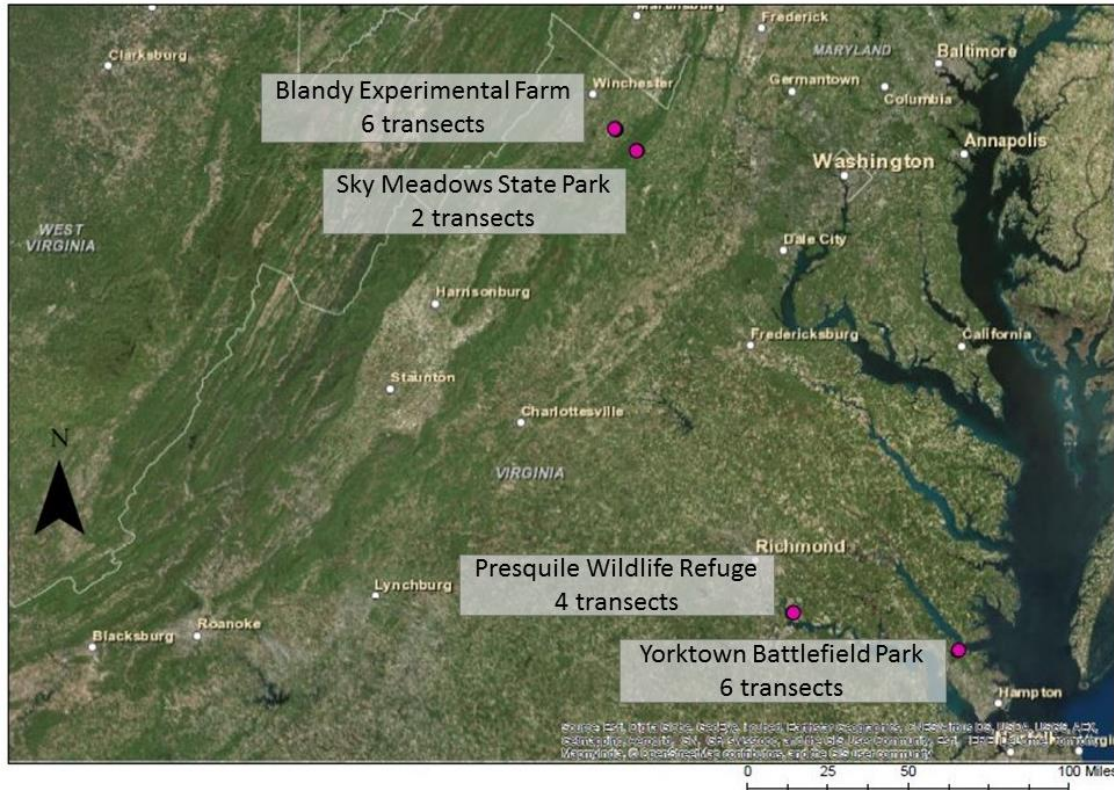 Martinsburg
Frederick
Clarksburg
MARYLAND
Baltimore
Blandy Experimental Farm
6 transects
Winchester
Germantown
Columbia
Annapolis
Washington
Sky Meadows State Park
2 transects
WEST
VIRGINIA
Dale City
Harrisonburg
Fredericksburg
California
Staunton
Charlottesville
N
VIRGINIA
Richmond
Presquile Wildlife Refuge
4 transects
Lynchburg
Roanoke
Blacksburg
Yorktown Battlefield Park
6 transects
Hampton
Norfolk
0 25 50 100 Miles